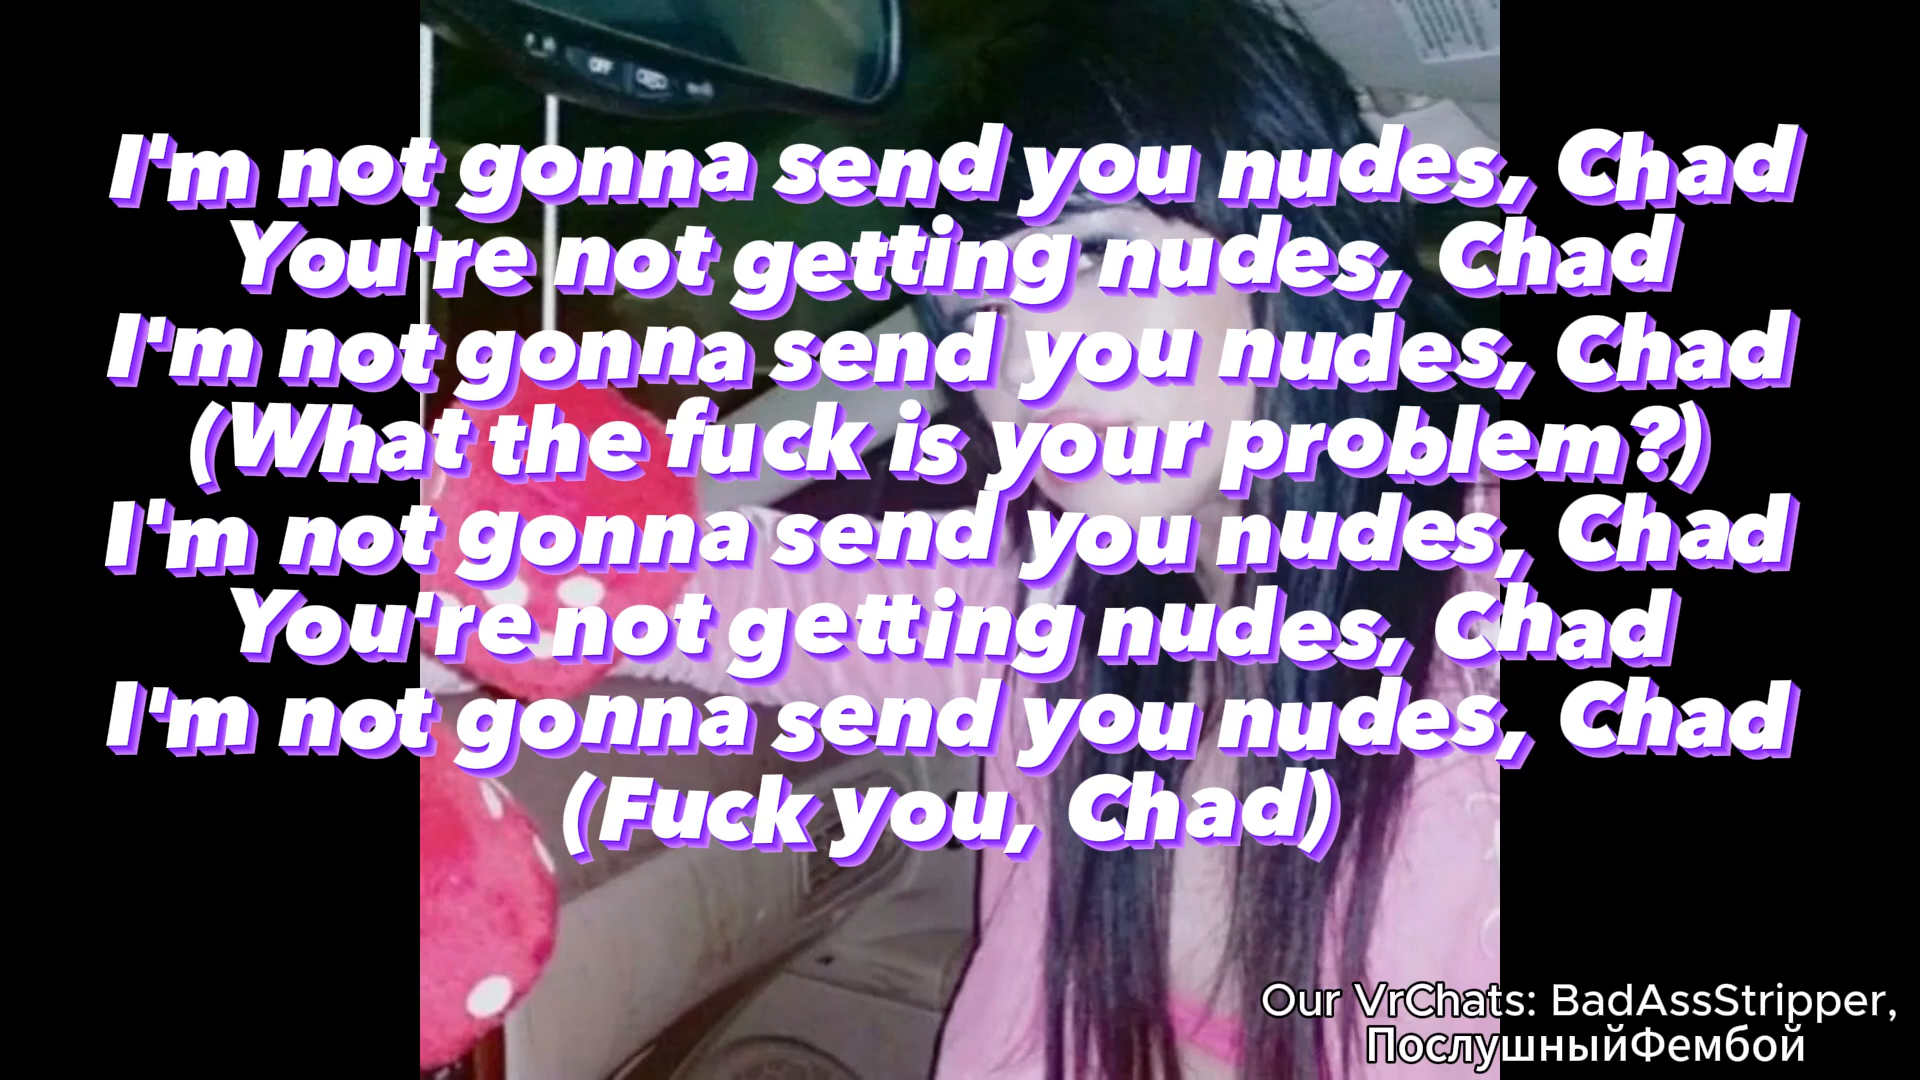 OFF
I'm not gonna send you nudes, Chad
You're not getting nudes, Chad
I'm not gonna send you nudes, Chad
(What the fuck is your problem?)
I'm not gonna send you nudes, Chad
You're not getting nudes, Chad
I'm not gonna send you nudes, Chad
(Fuck you, Chad)
Our VrChats: BadAssStripper,
ПослушныйФембой